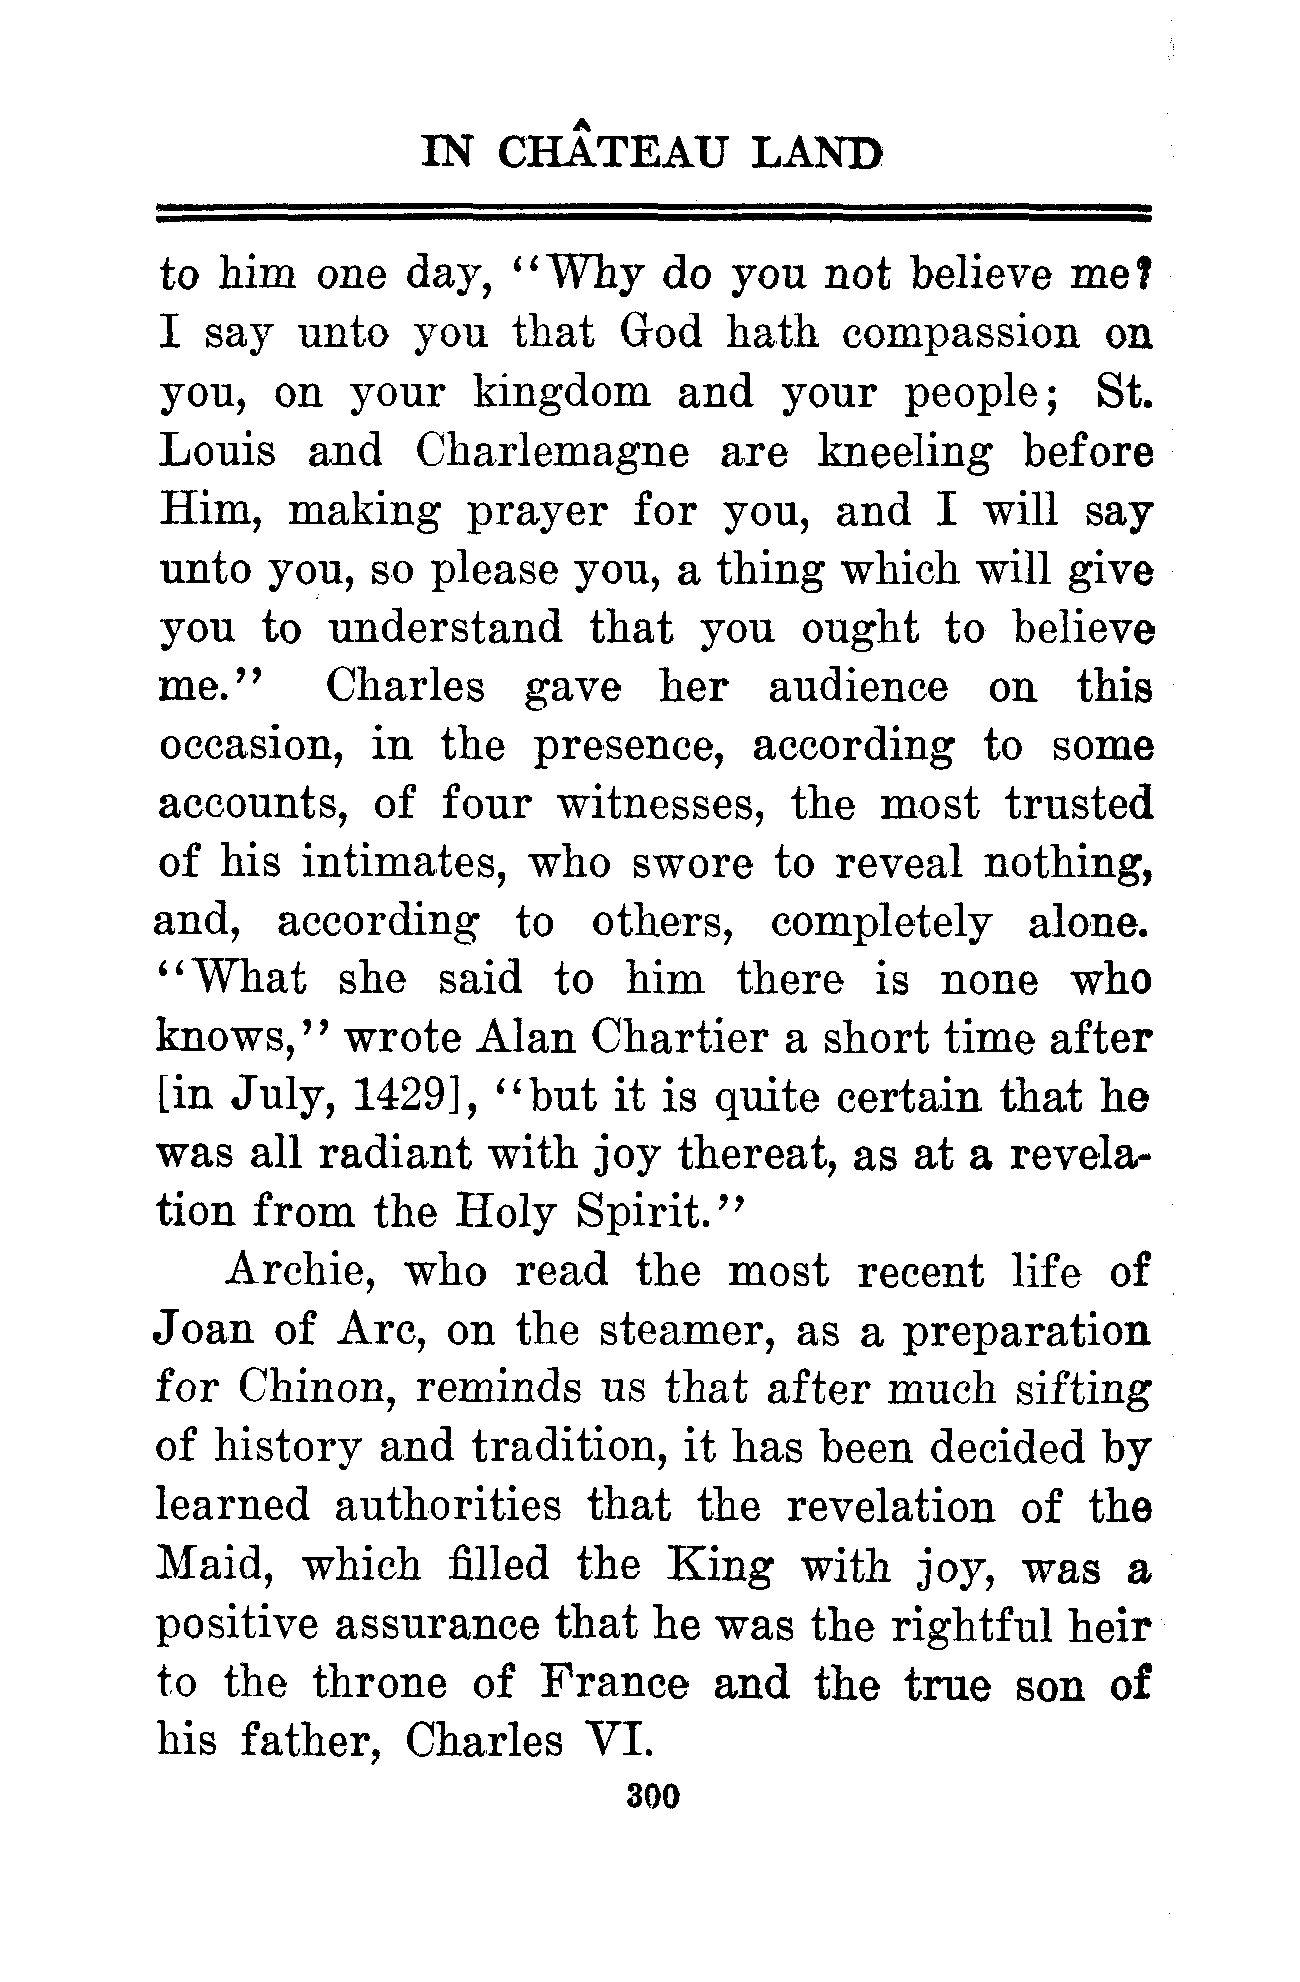 IN CHÂTEAU LAND
to him one day, "Why do you not believe me?
I say unto you that God hath compassion on
you, on your kingdom and your people; St.
Louis and Charlemagne are kneeling before
Him, making prayer for you, and I will say
unto you, so please you, a thing which will give
you to understand that you ought to believe
me." Charles gave her audience on this
occasion, in the presence, according to some
accounts, of four witnesses, the most trusted
of his intimates, who swore to reveal nothing,
and, according to others, completely alone.
"What she said to him there is none who
knows," wrote Alan Chartier a short time after
[in July, 1429], "but it is quite certain that he
was all radiant with joy thereat, as at a revela-
tion from the Holy Spirit."
Archie, who read the most recent life of
Joan of Arc, on the steamer, as a preparation
for Chinon, reminds us that after much sifting
of history and tradition, it has been decided by
learned authorities that the revelation of the
Maid, which filled the King with joy, was a
positive assurance that he was the rightful heir
to the throne of France and the true son of
his father, Charles VI.
300